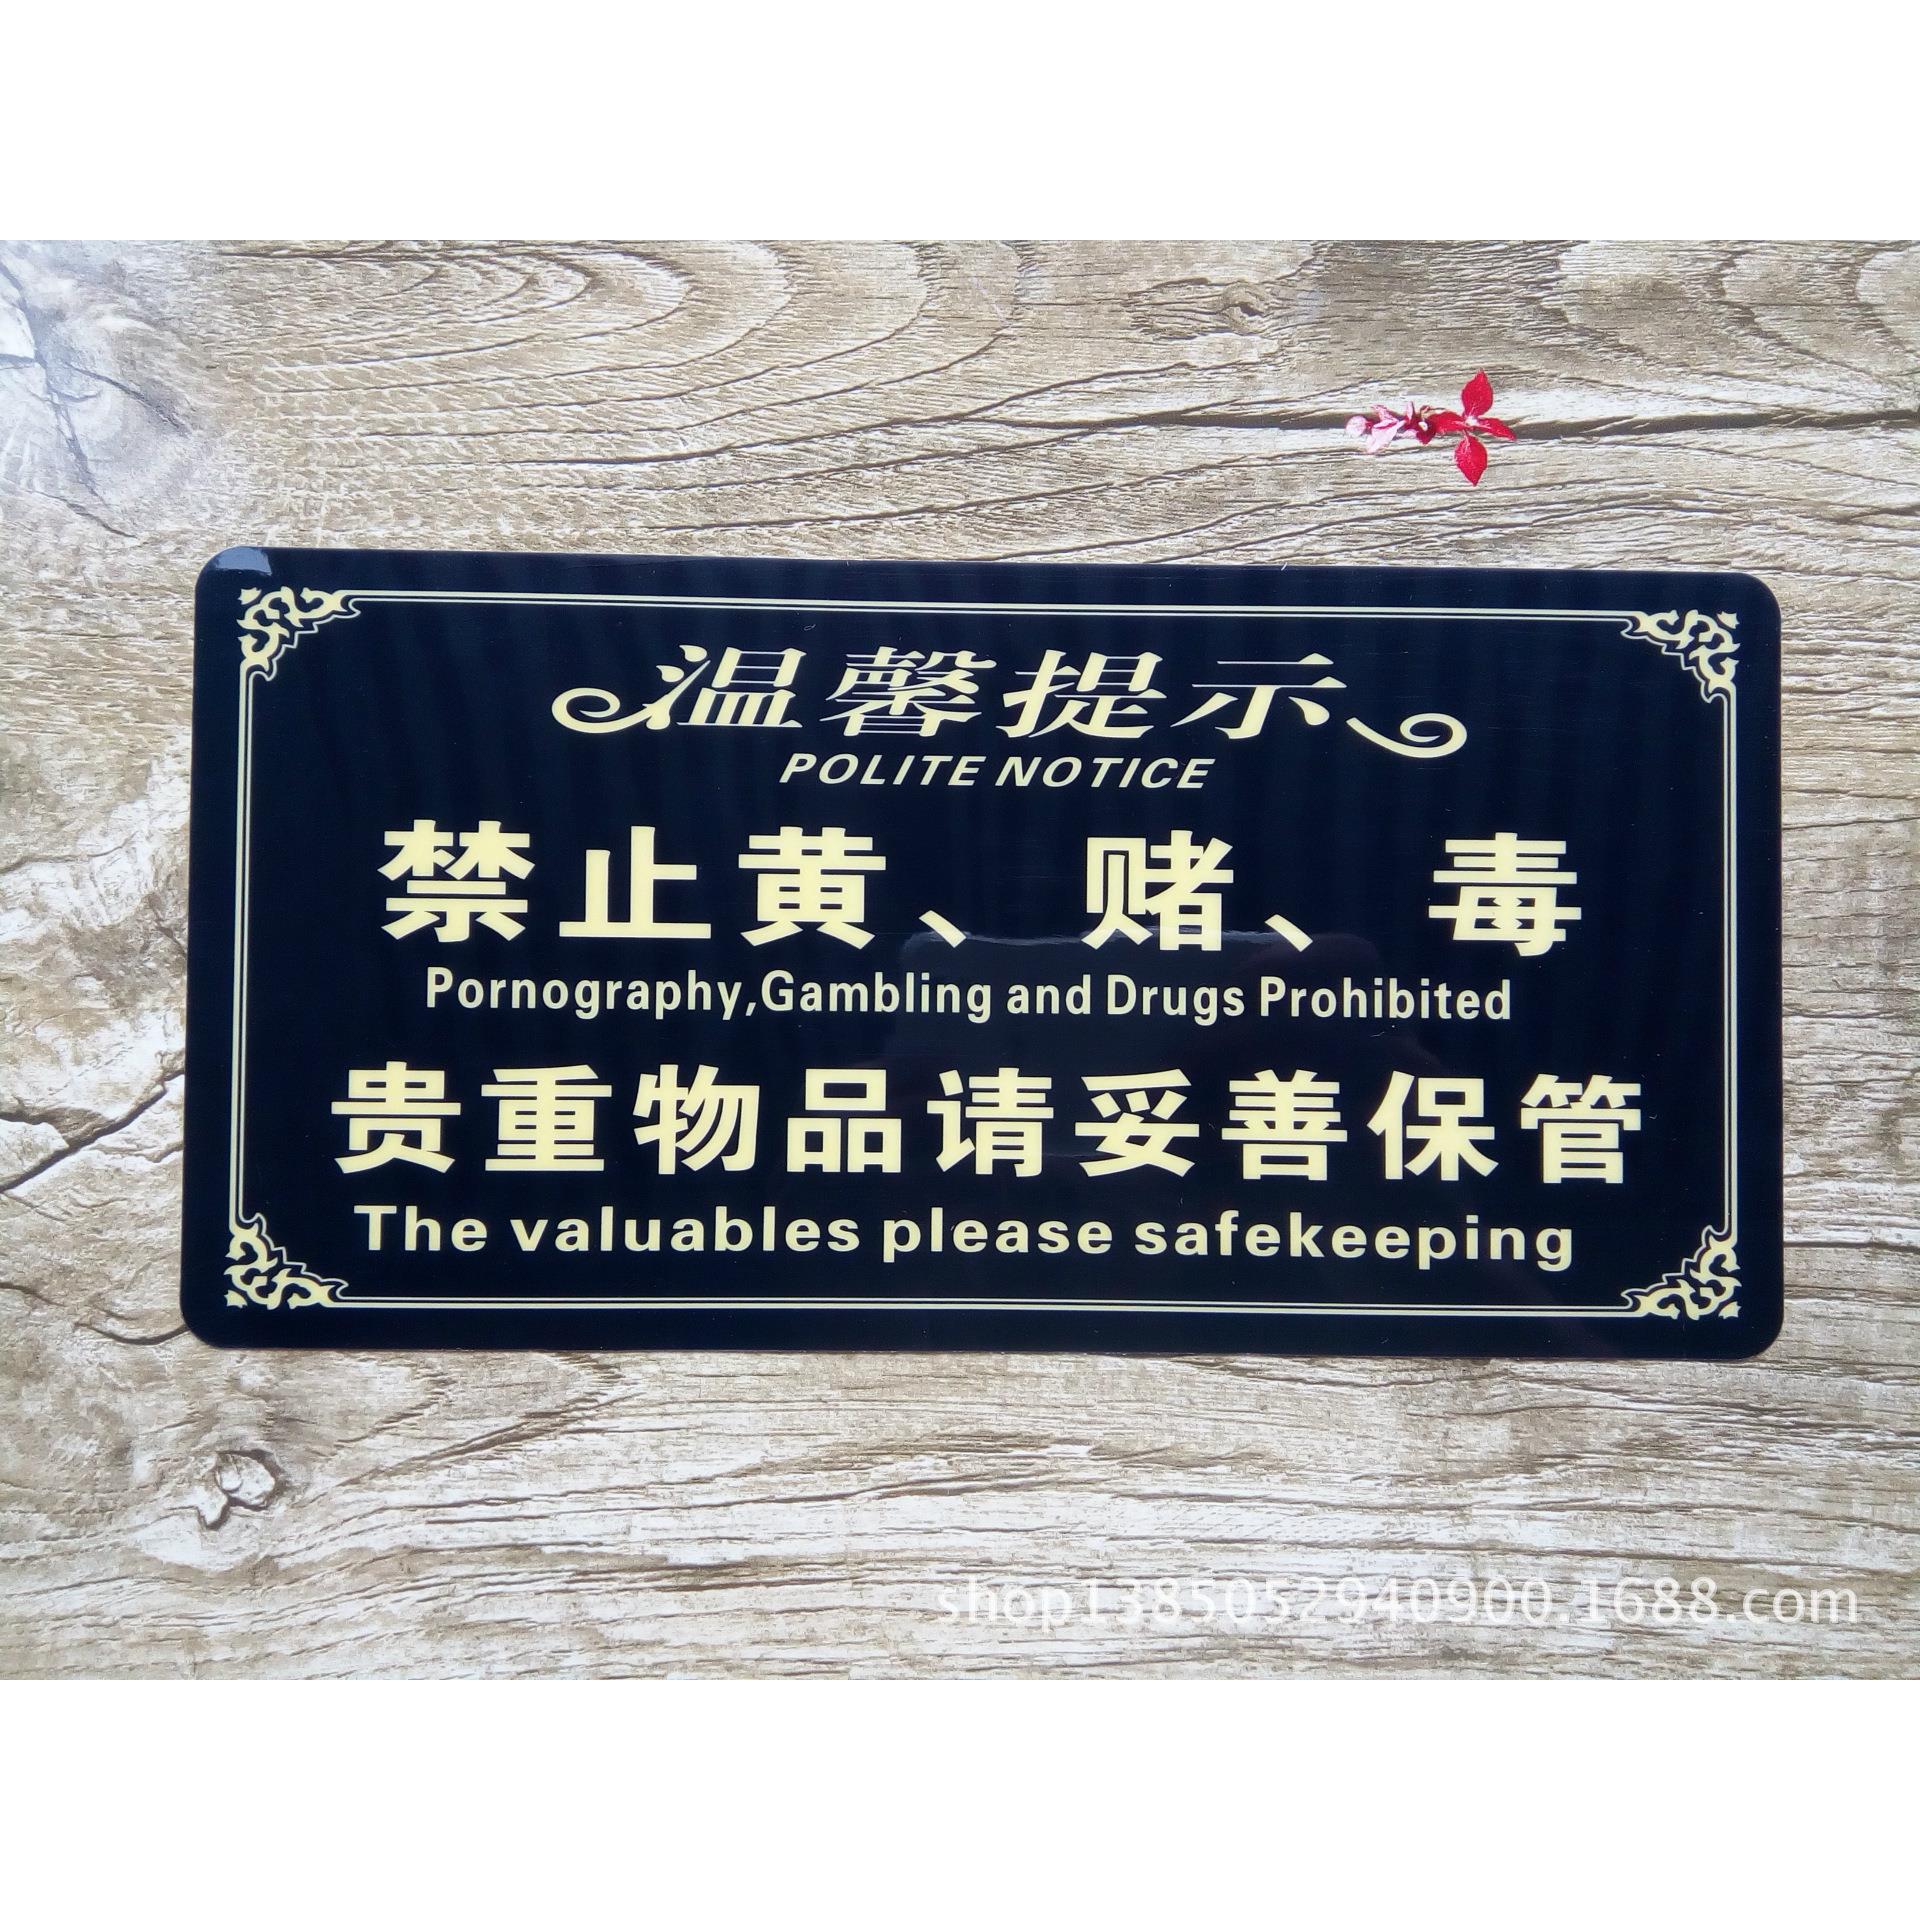 温馨提示
POLITE NOTICE
禁止黄、赌、毒
Pornography,Gambling and Drugs Prohibited
贵重物品请妥善保管
The valuables please safekeeping
shop1385052940900.1688.com